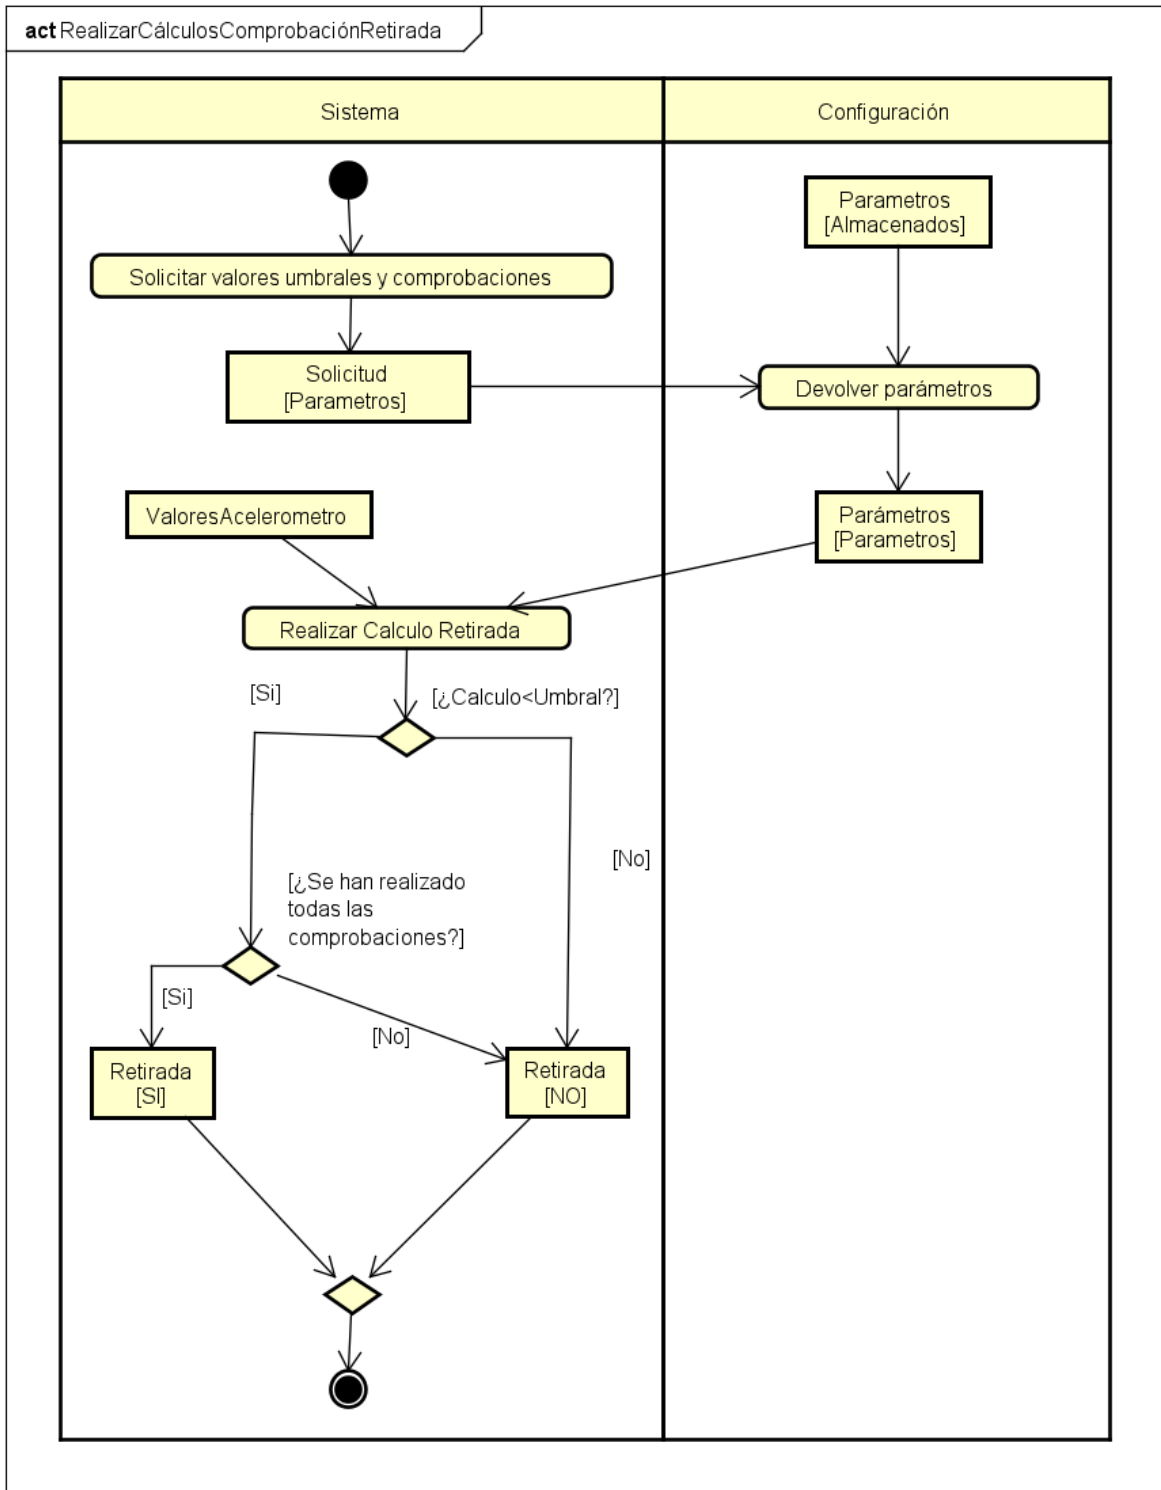 act RealizarCálculosComprobaciónRetirada
Sistema
Configuración
Parametros
[Almacenados]
Solicitar valores umbrales y comprobaciones
Solicitud
[Parametros]
Devolver parámetros
ValoresAcelerometro
Parámetros
[Parametros]
Realizar Calculo Retirada
[Si]
[¿Calculo<Umbral?]
[No]
[¿Se han realizado
todas las
comprobaciones?]
[Si]
[No]
Retirada
[SI]
Retirada
[NO]